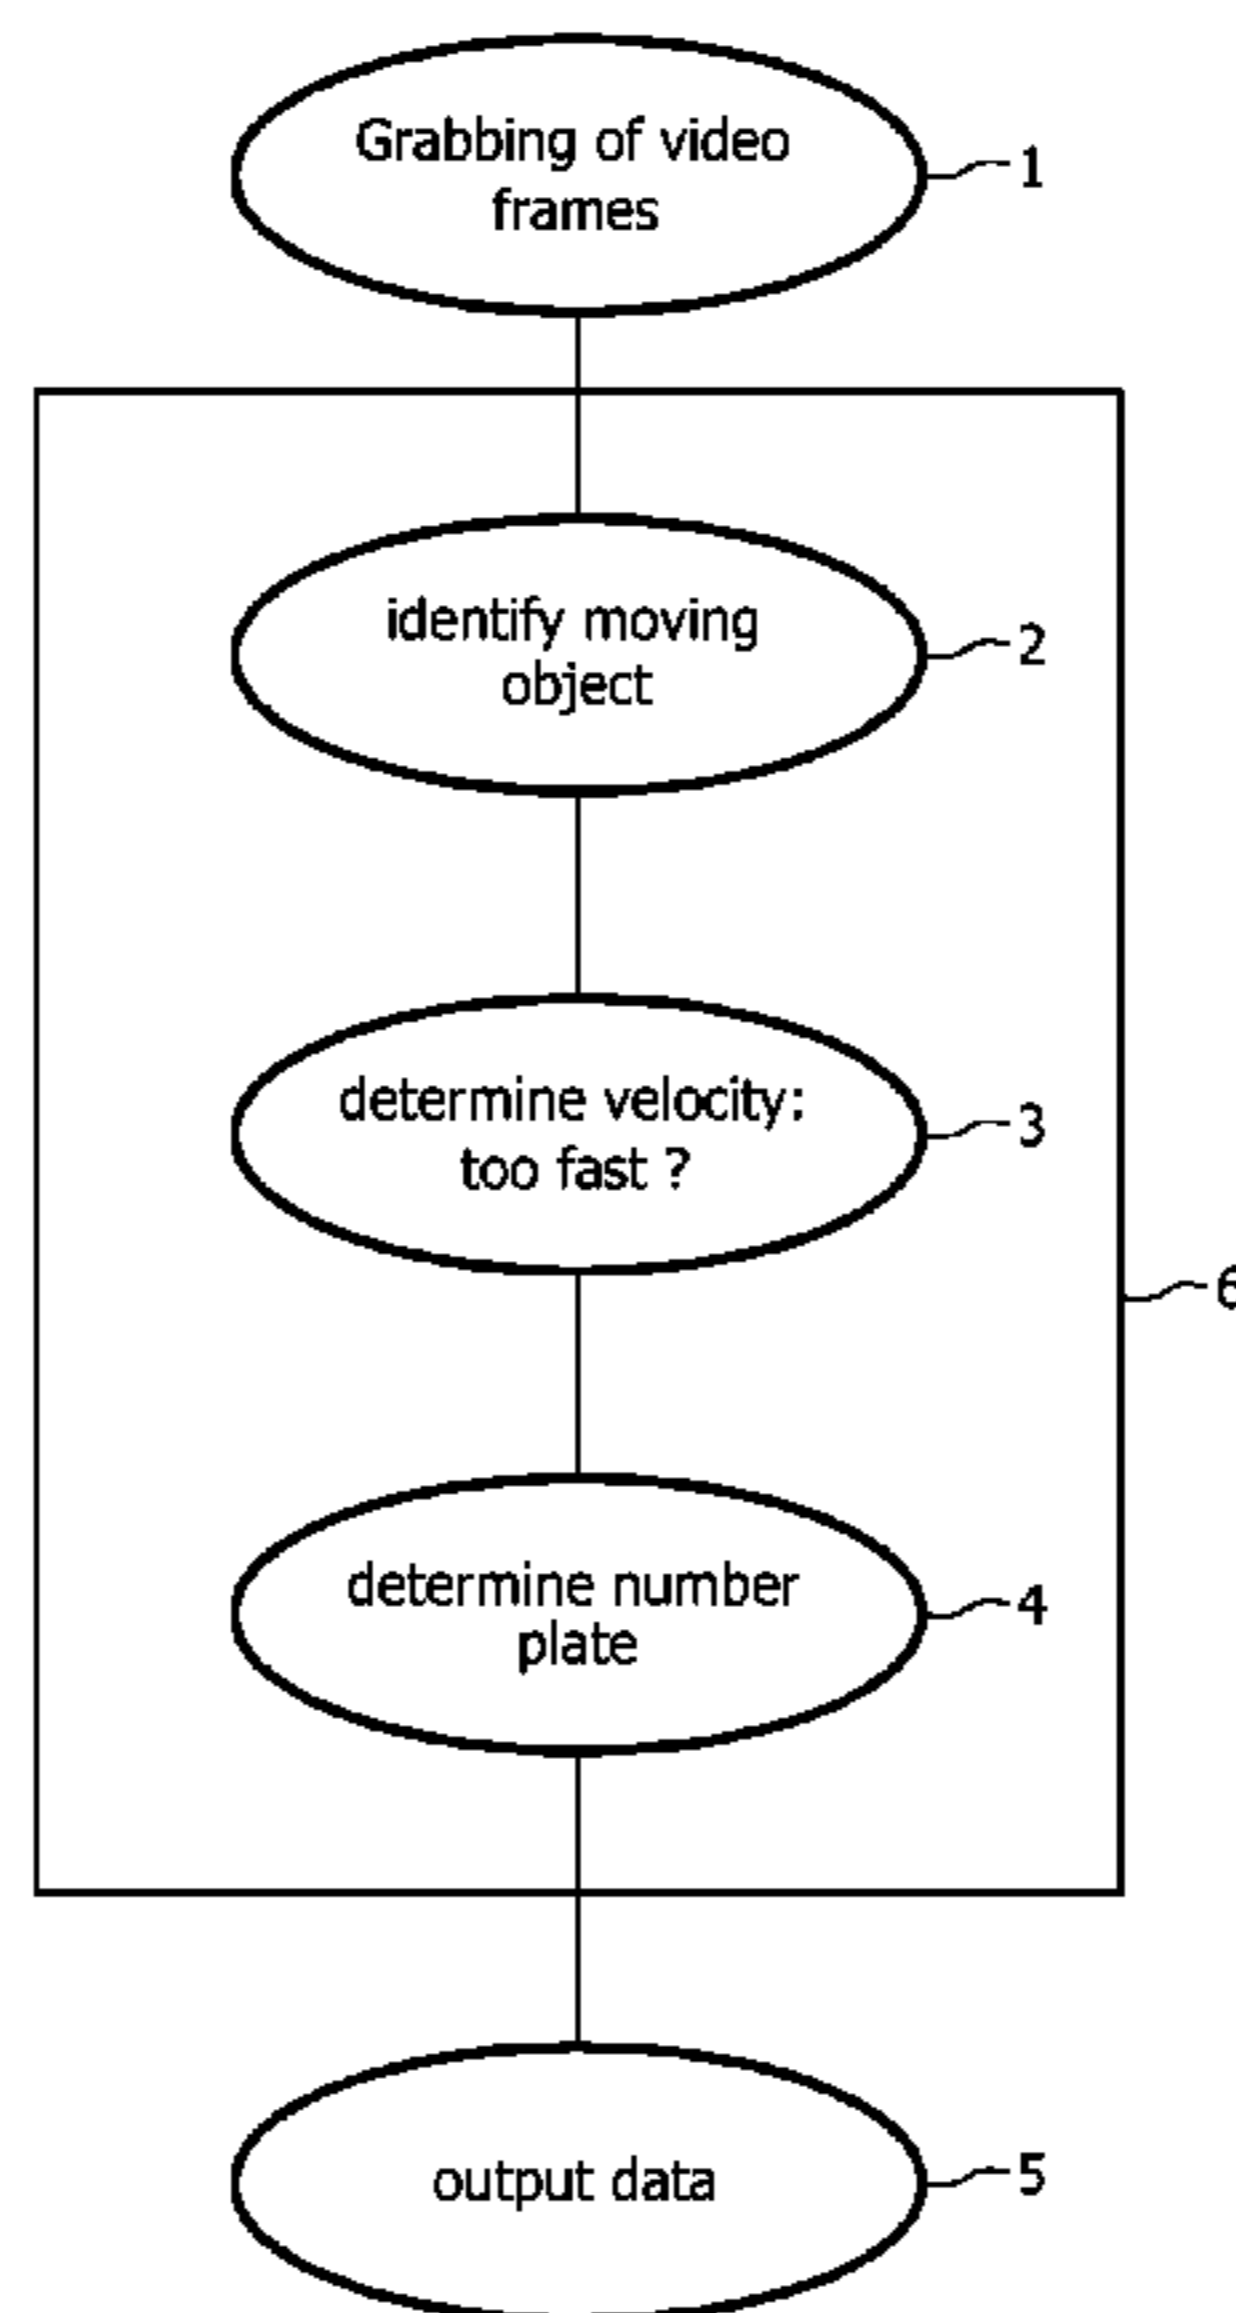 Grabbing of video
frames
1
identify moving
object
2
determine velocity:
too fast ?
3
6
determine number
plate
4
output data
5